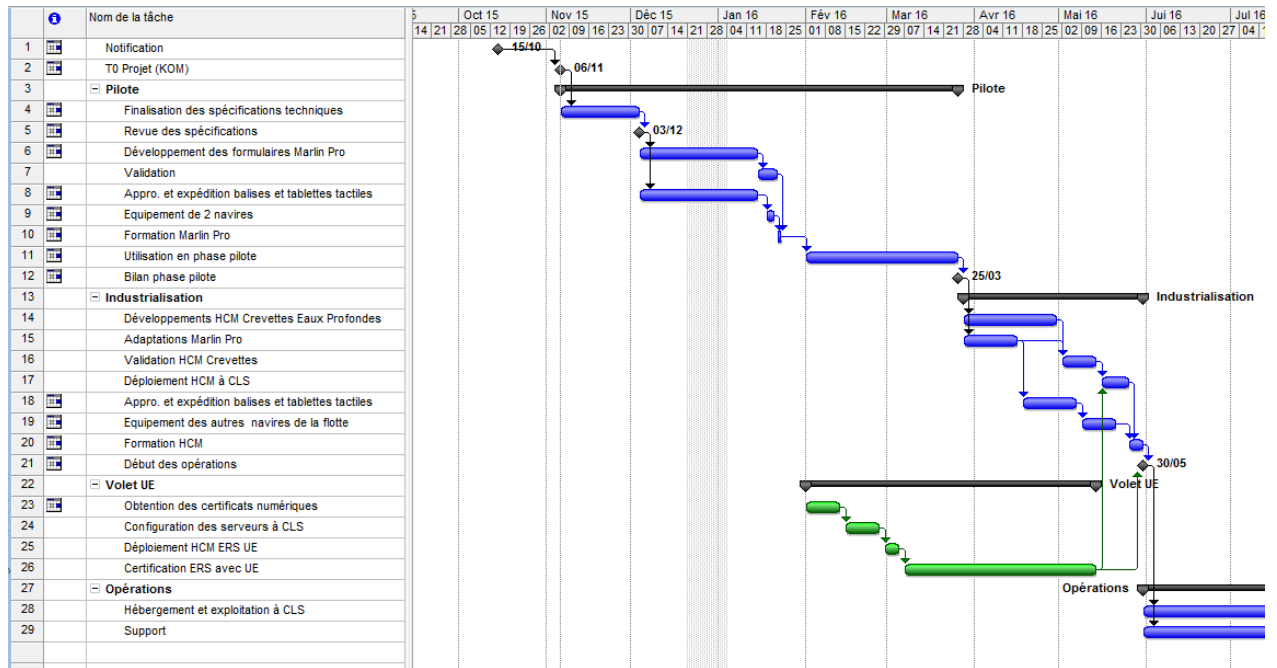 Nom de la tâche
Oct 15 Nov 15 Déc 15 Jan 16 Fév 16 Mar 16 Avr 16 Mai 16 Jui 16 Jul 16
14 21 28 05 12 19 26 02 09 16 23 30 07 14 21 28 04 11 18 25 01 08 15 22 29 07 14 21 28 04 11 18 25 02 09 16 23 30 06 13 20 27 04 11
1 Notification 15/10
2 T0 Projet (KOM) 06/11
3 Pilote Pilote
4 Finalisation des spécifications techniques
5 Revue des spécifications 03/12
6 Développement des formulaires Marlin Pro
7 Validation
8 Appro. et expédition balises et tablettes tactiles
9 Equipement de 2 navires
10 Formation Marlin Pro
11 Utilisation en phase pilote
12 Bilan phase pilote 25/03
13 Industrialisation Industrialisation
14 Développements HCM Crevettes Eaux Profondes
15 Adaptations Marlin Pro
16 Validation HCM Crevettes
17 Déploiement HCM à CLS
18 Appro. et expédition balises et tablettes tactiles
19 Equipement des autres navires de la flotte
20 Formation HCM
21 Début des opérations 30/05
22 Volet UE Volet UE
23 Obtention des certificats numériques
24 Configuration des serveurs à CLS
25 Déploiement HCM ERS UE
26 Certification ERS avec UE
27 Opérations Opérations
28 Hébergement et exploitation à CLS
29 Support